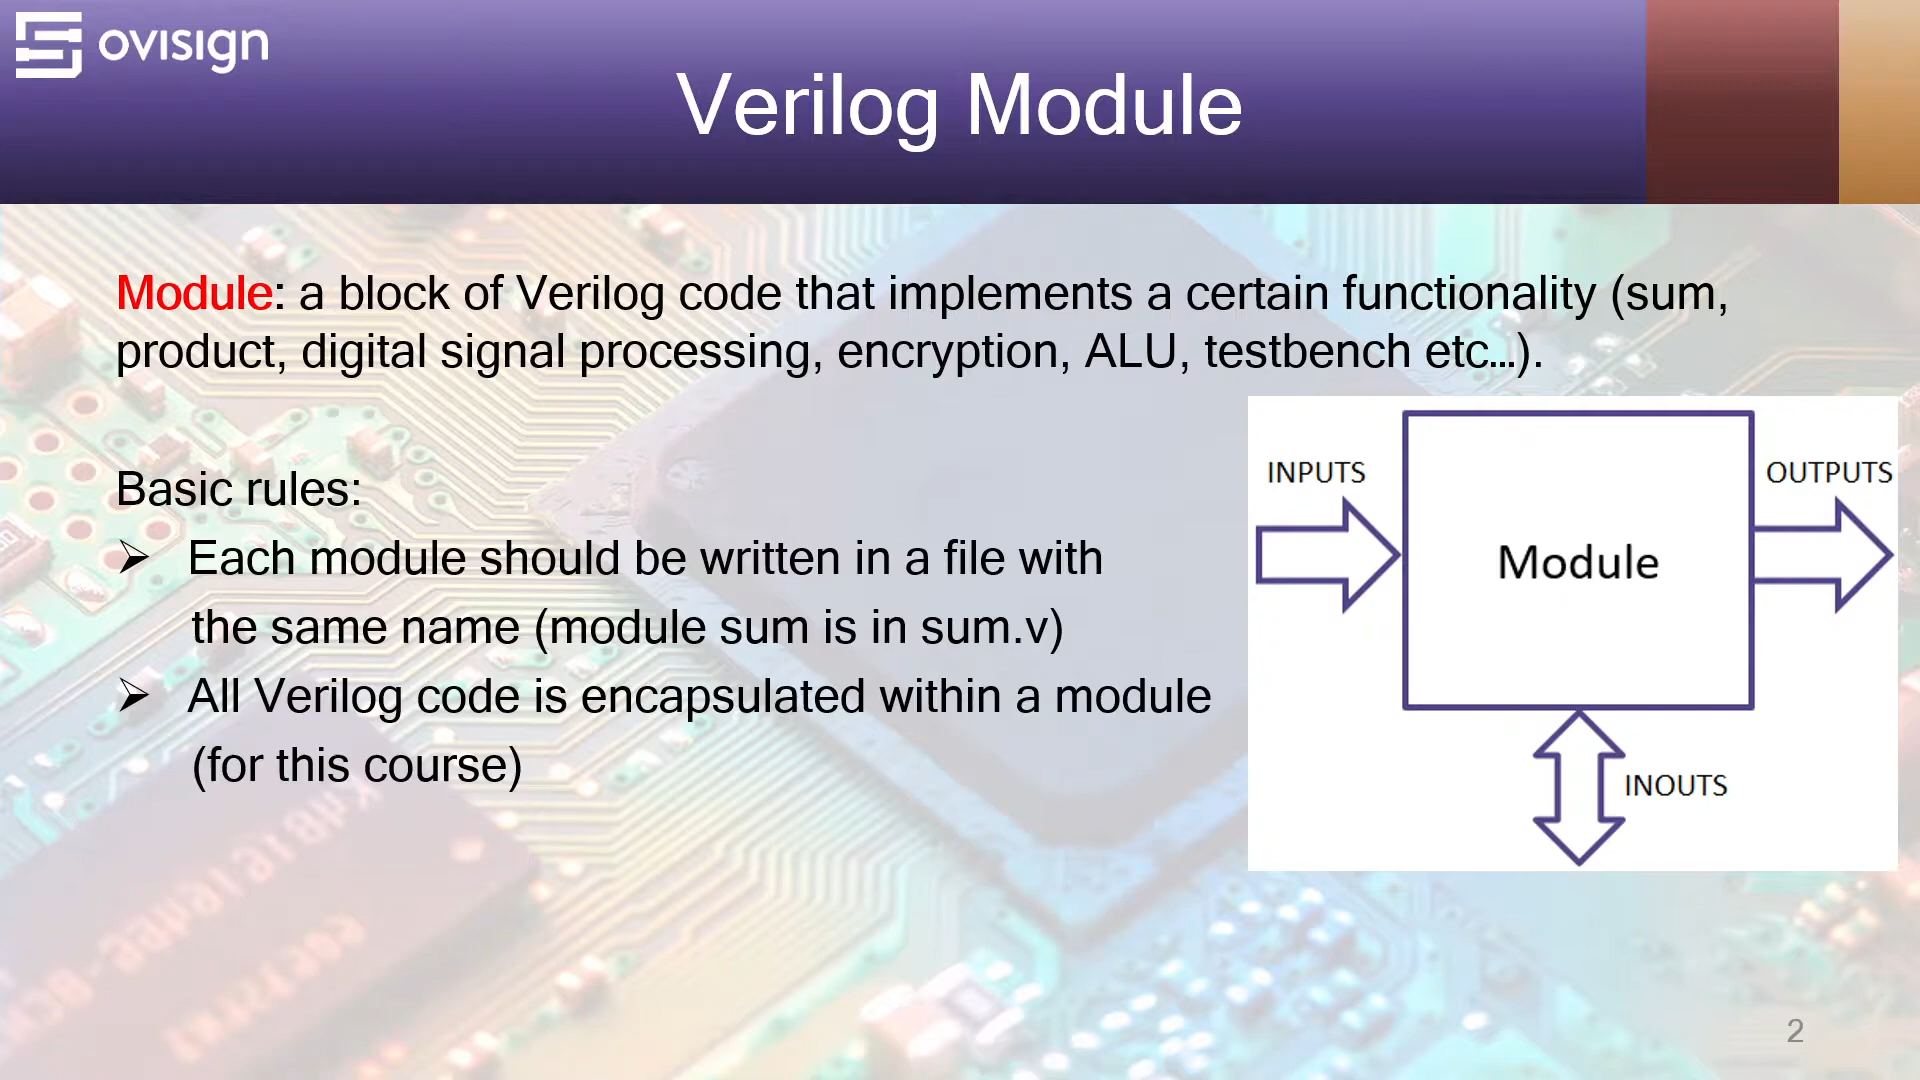 ovisign
Verilog Module
Module: a block of Verilog code that implements a certain functionality (sum,
product, digital signal processing, encryption, ALU, testbench etc...).
Basic rules:
➢ Each module should be written in a file with
the same name (module sum is in sum.v)
➢ All Verilog code is encapsulated within a module
(for this course)
INPUTS
Module
OUTPUTS
INOUTS
2